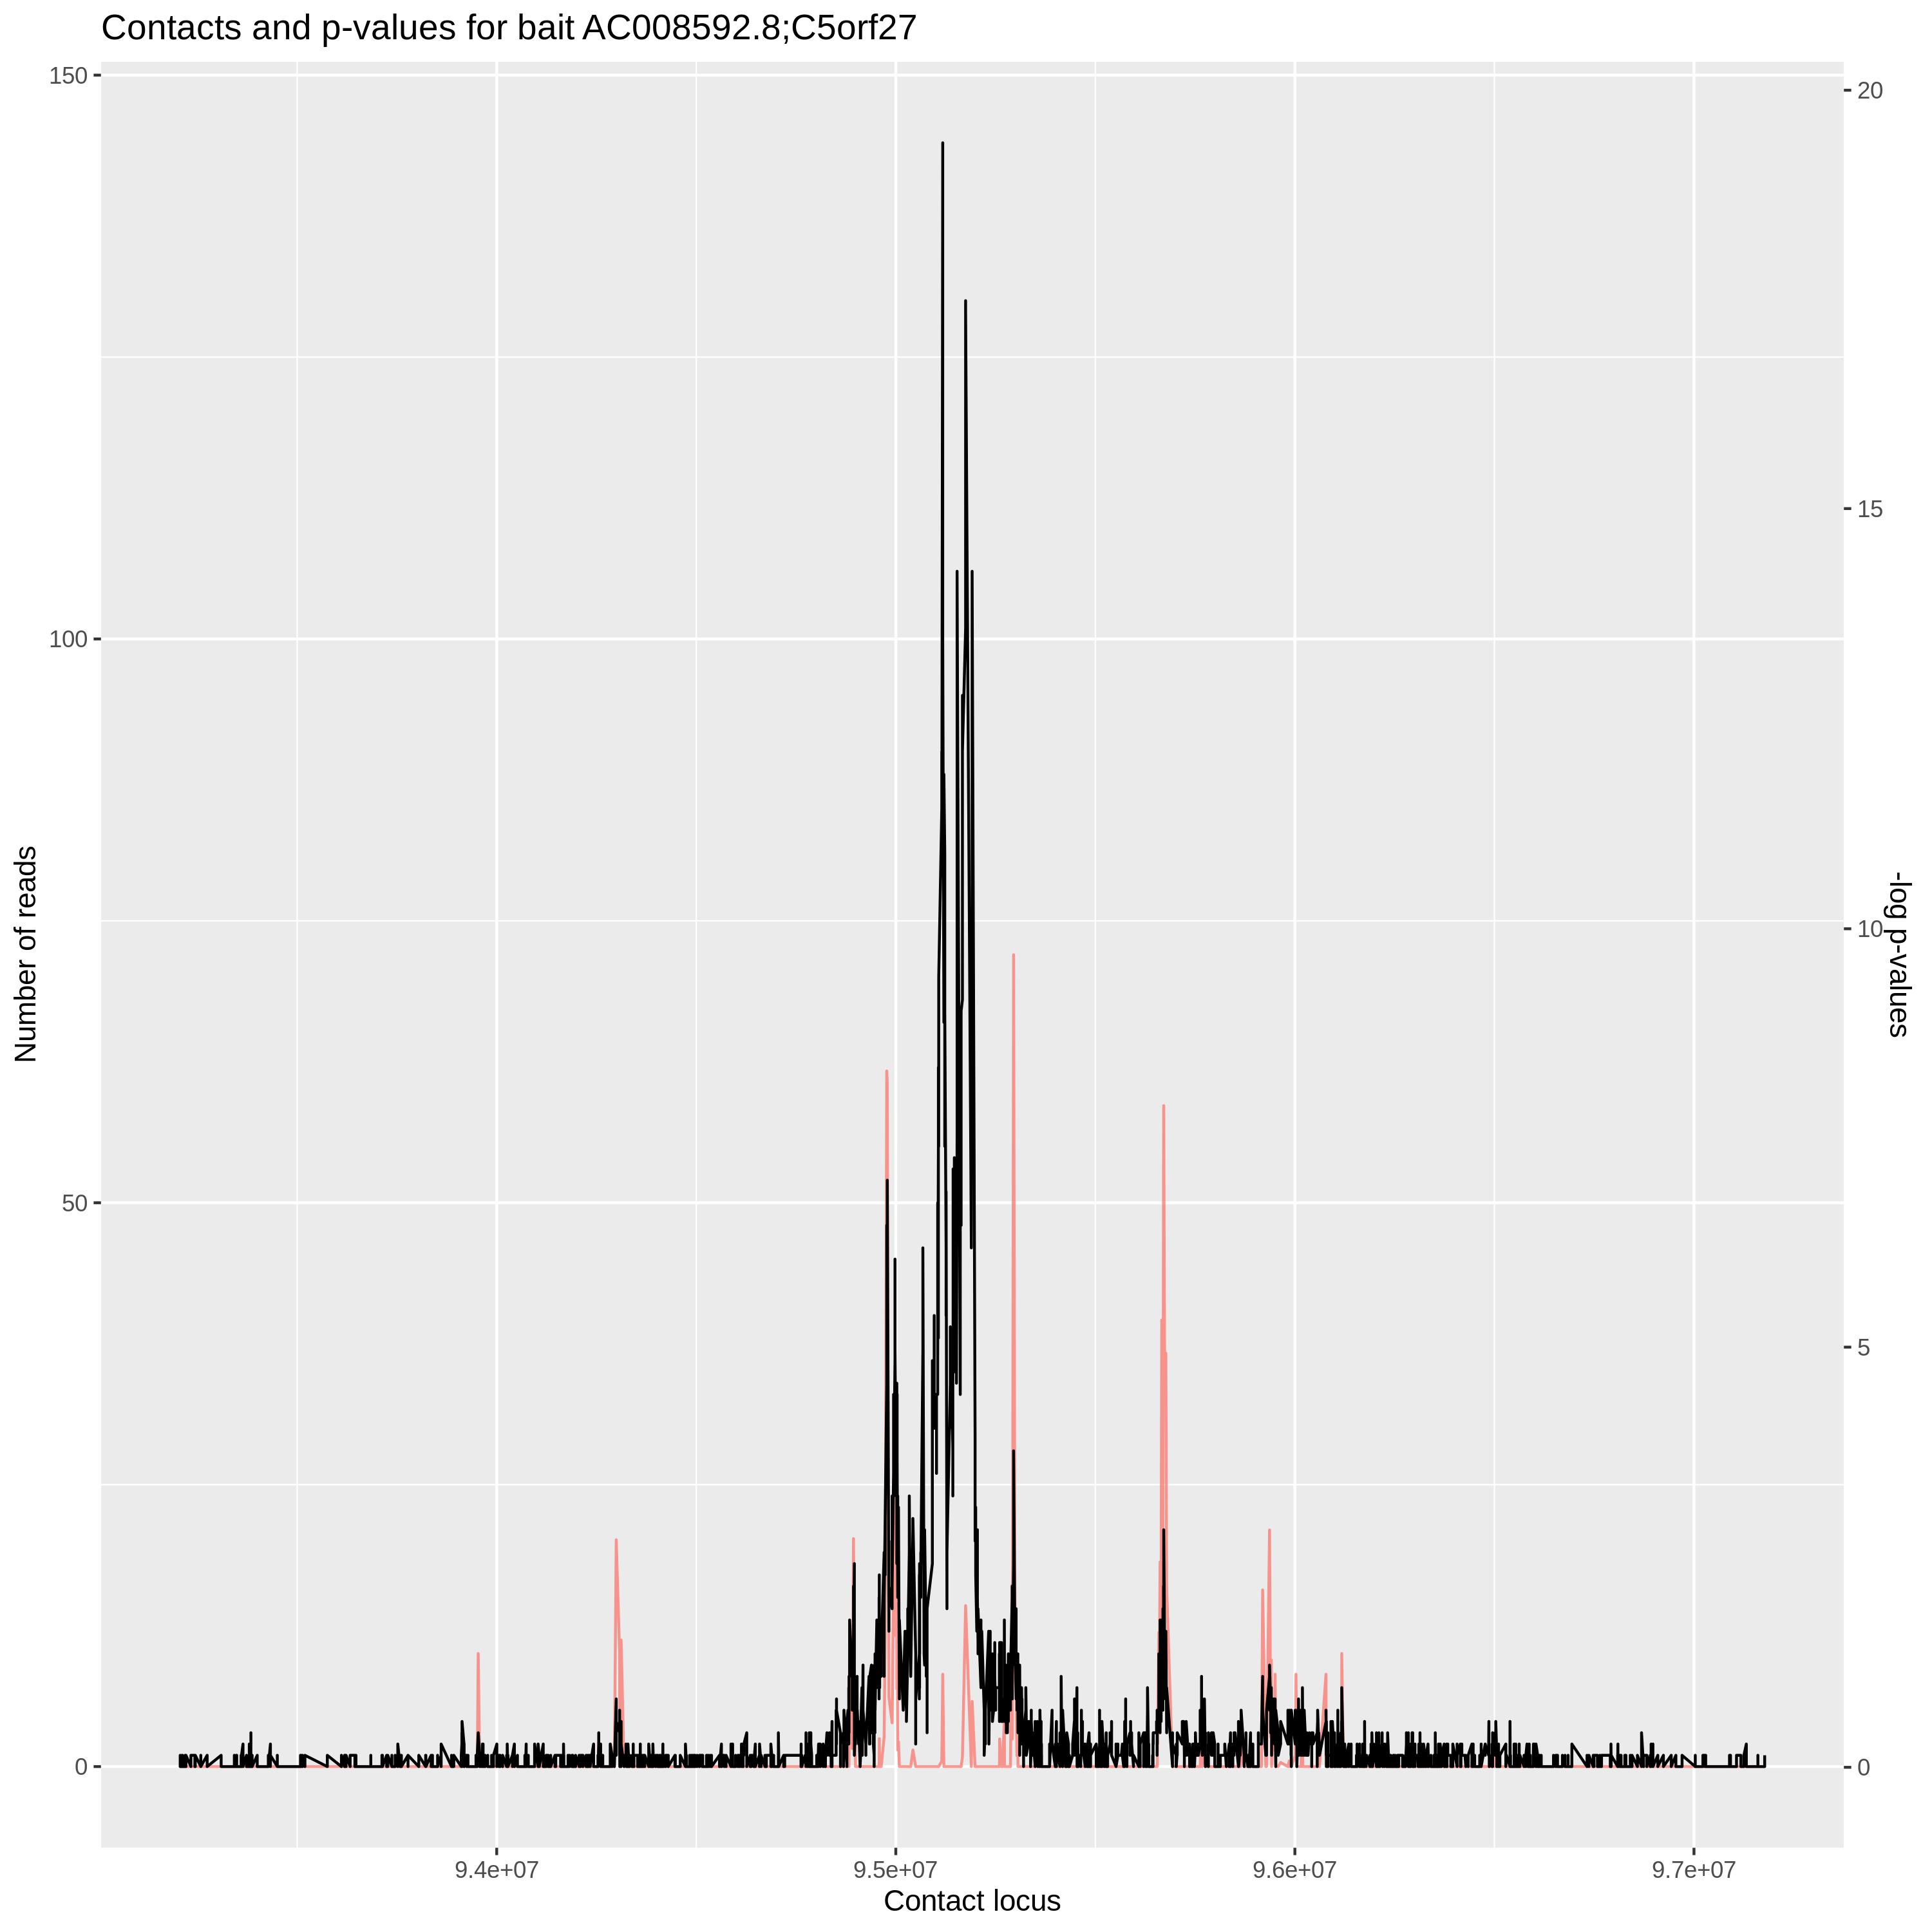 Contacts and p-values for bait AC008592.8;C5orf27
150
100
50
0
Number of reads
20
15
10
5
0
-log p-values
9.4e+07
9.5e+07
9.6e+07
9.7e+07
Contact locus